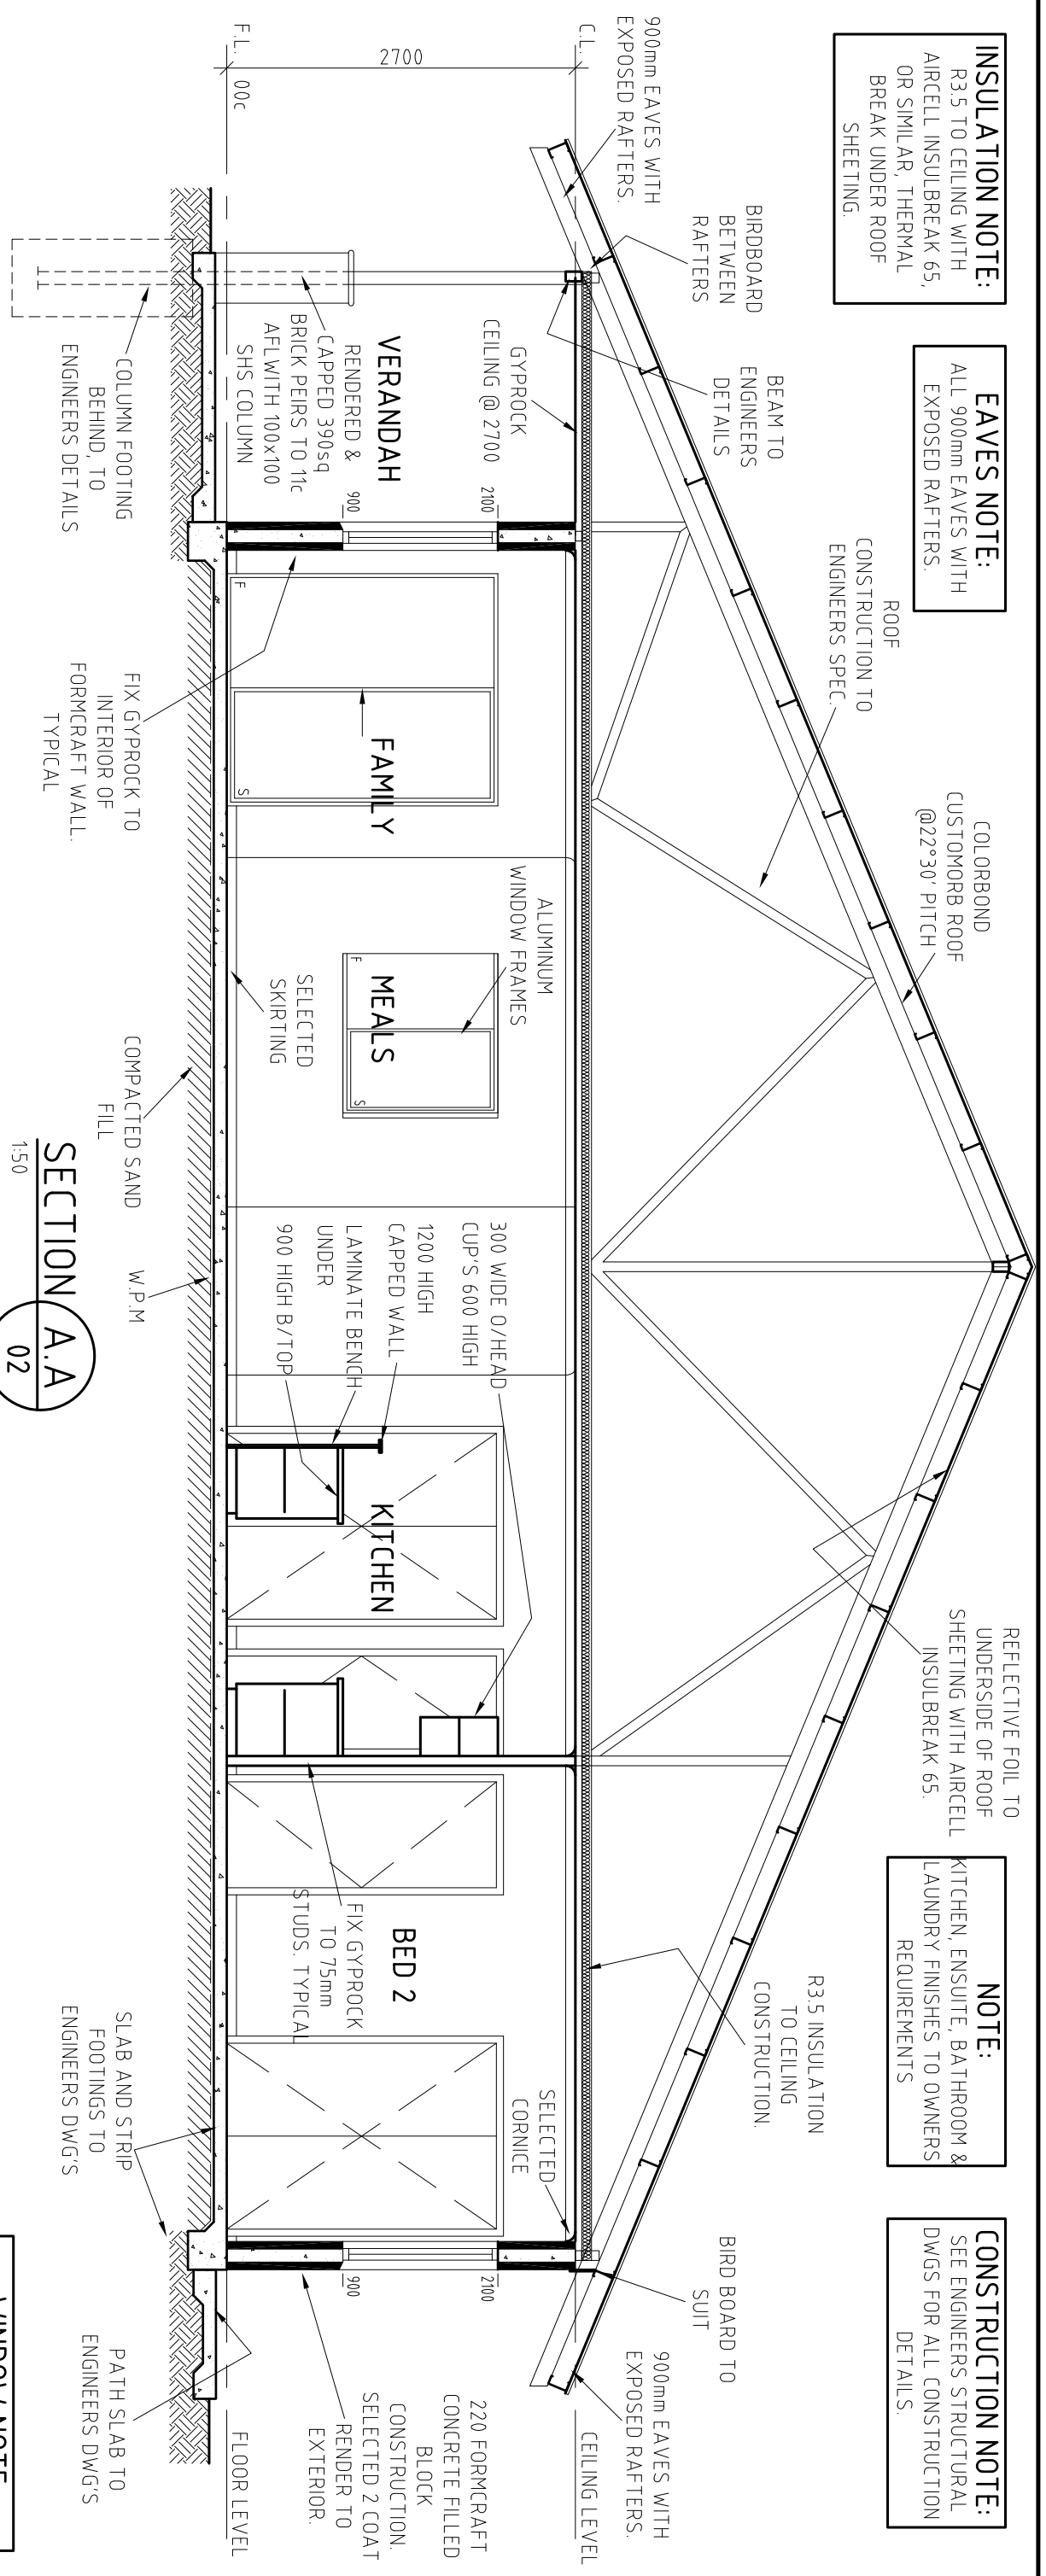 INSULATION NOTE:
R3.5 TO CEILING WITH
AIRCELL INSULBREAK 65,
OR SIMILAR, THERMAL
BREAK UNDER ROOF
SHEETING.
EAVES NOTE:
ALL 900mm EAVES WITH
EXPOSED RAFTERS.
NOTE:
KITCHEN, ENSUITE, BATHROOM &
LAUNDRY FINISHES TO OWNERS
REQUIREMENTS
CONSTRUCTION NOTE:
SEE ENGINEERS STRUCTURAL
DWGS FOR ALL CONSTRUCTION
DETAILS.
COLORBOND
CUSTOMORB ROOF
@22°30' PITCH
REFLECTIVE FOIL TO
UNDERSIDE OF ROOF
SHEETING WITH AIRCELL
INSULBREAK 65.
ROOF
CONSTRUCTION TO
ENGINEERS SPEC.
R3.5 INSULATION
TO CEILING
CONSTRUCTION.
900mm EAVES WITH
EXPOSED RAFTERS.
BIRDBOARD
BETWEEN
RAFTERS
BEAM TO
ENGINEERS
DETAILS
BIRD BOARD TO
SUIT
900mm EAVES WITH
EXPOSED RAFTERS.
C.L.
CEILING LEVEL
2700
GYPROCK
CEILING @ 2700
SELECTED
CORNICE
2100
2100
ALUMINUM
WINDOW FRAMES
300 WIDE O/HEAD
CUP'S 600 HIGH
1200 HIGH
CAPPED WALL
LAMINATE BENCH
UNDER
900 HIGH B/TOP
VERANDAH
FAMILY
MEALS
KITCHEN
BED 2
RENDERED &
CAPPED 390sq
BRICK PEIRS TO 11c
AFL WITH 100x100
SHS COLUMN
900
900
F
S
F
S
SELECTED
SKIRTING
FIX GYPROCK
TO 75mm
STUDS. TYPICAL
220 FORMCRAFT
CONCRETE FILLED
BLOCK
CONSTRUCTION.
SELECTED 2 COAT
RENDER TO
EXTERIOR.
F.L. 00c
FLOOR LEVEL
COLUMN FOOTING
BEHIND, TO
ENGINEERS DETAILS
FIX GYPROCK TO
INTERIOR OF
FORMCRAFT WALL.
TYPICAL
COMPACTED SAND
FILL
W.P.M
SLAB AND STRIP
FOOTINGS TO
ENGINEERS DWG'S
PATH SLAB TO
ENGINEERS DWG'S
SECTION A.A
1:50
02